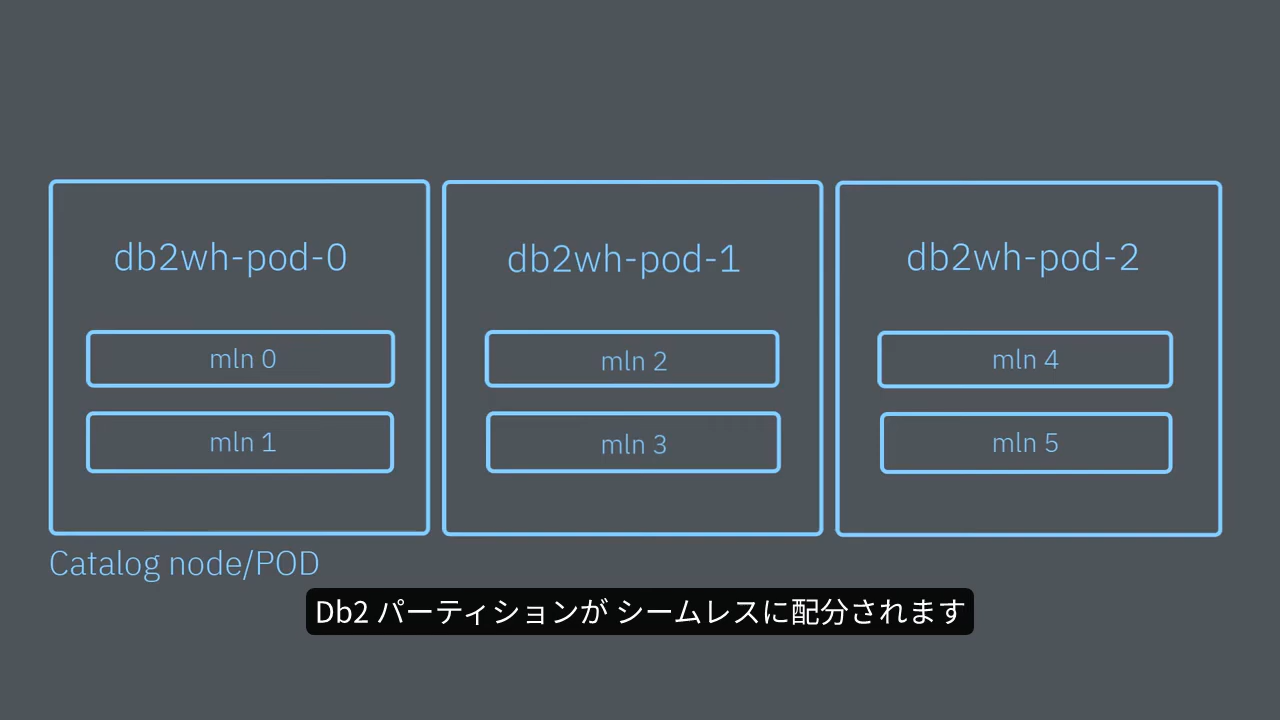 db2wh-pod-0
mln 0
mln 1
db2wh-pod-1
mln 2
mln 3
db2wh-pod-2
mln 4
mln 5
Catalog node/POD
Db2 パーティションが シームレスに配分されます